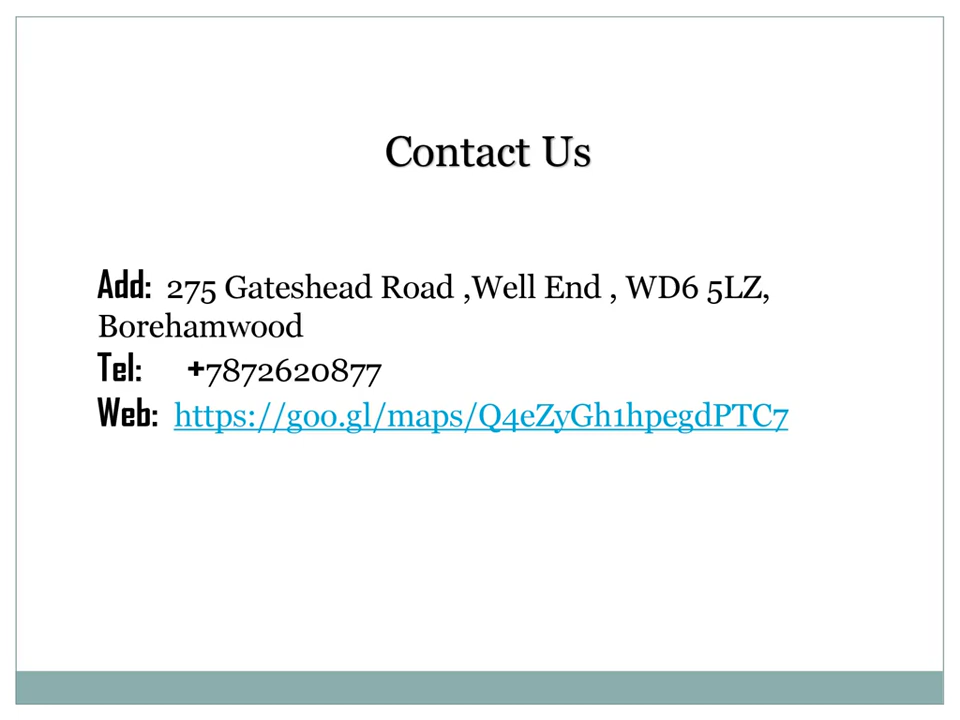 Contact Us
Add: 275 Gateshead Road ,Well End , WD6 5LZ,
Borehamwood
Tel: +7872620877
Web: https://goo.gl/maps/Q4eZyGh1hpegdPTC7